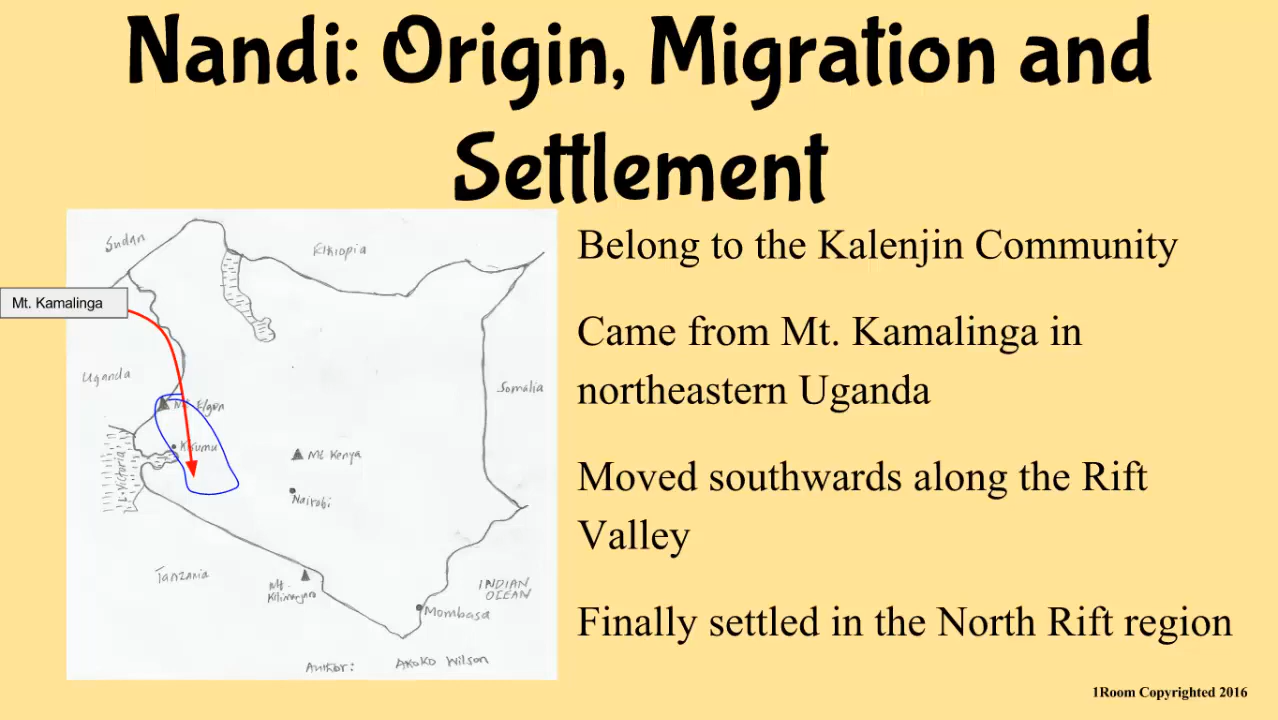 Nandi: Origin, Migration and
Settlement
Sudan
Ethiopia
Mt. Kamalinga
Uganda
Somalia
Mt. Elgon
Kisumu
L. Victoria
Mt Kenya
Nairobi
Tanzania
Mt.
Kilimanjaro
INDIAN
OCEAN
Mombasa
Author: AKOKO Wilson
Belong to the Kalenjin Community
Came from Mt. Kamalinga in
northeastern Uganda
Moved southwards along the Rift
Valley
Finally settled in the North Rift region
1Room Copyrighted 2016